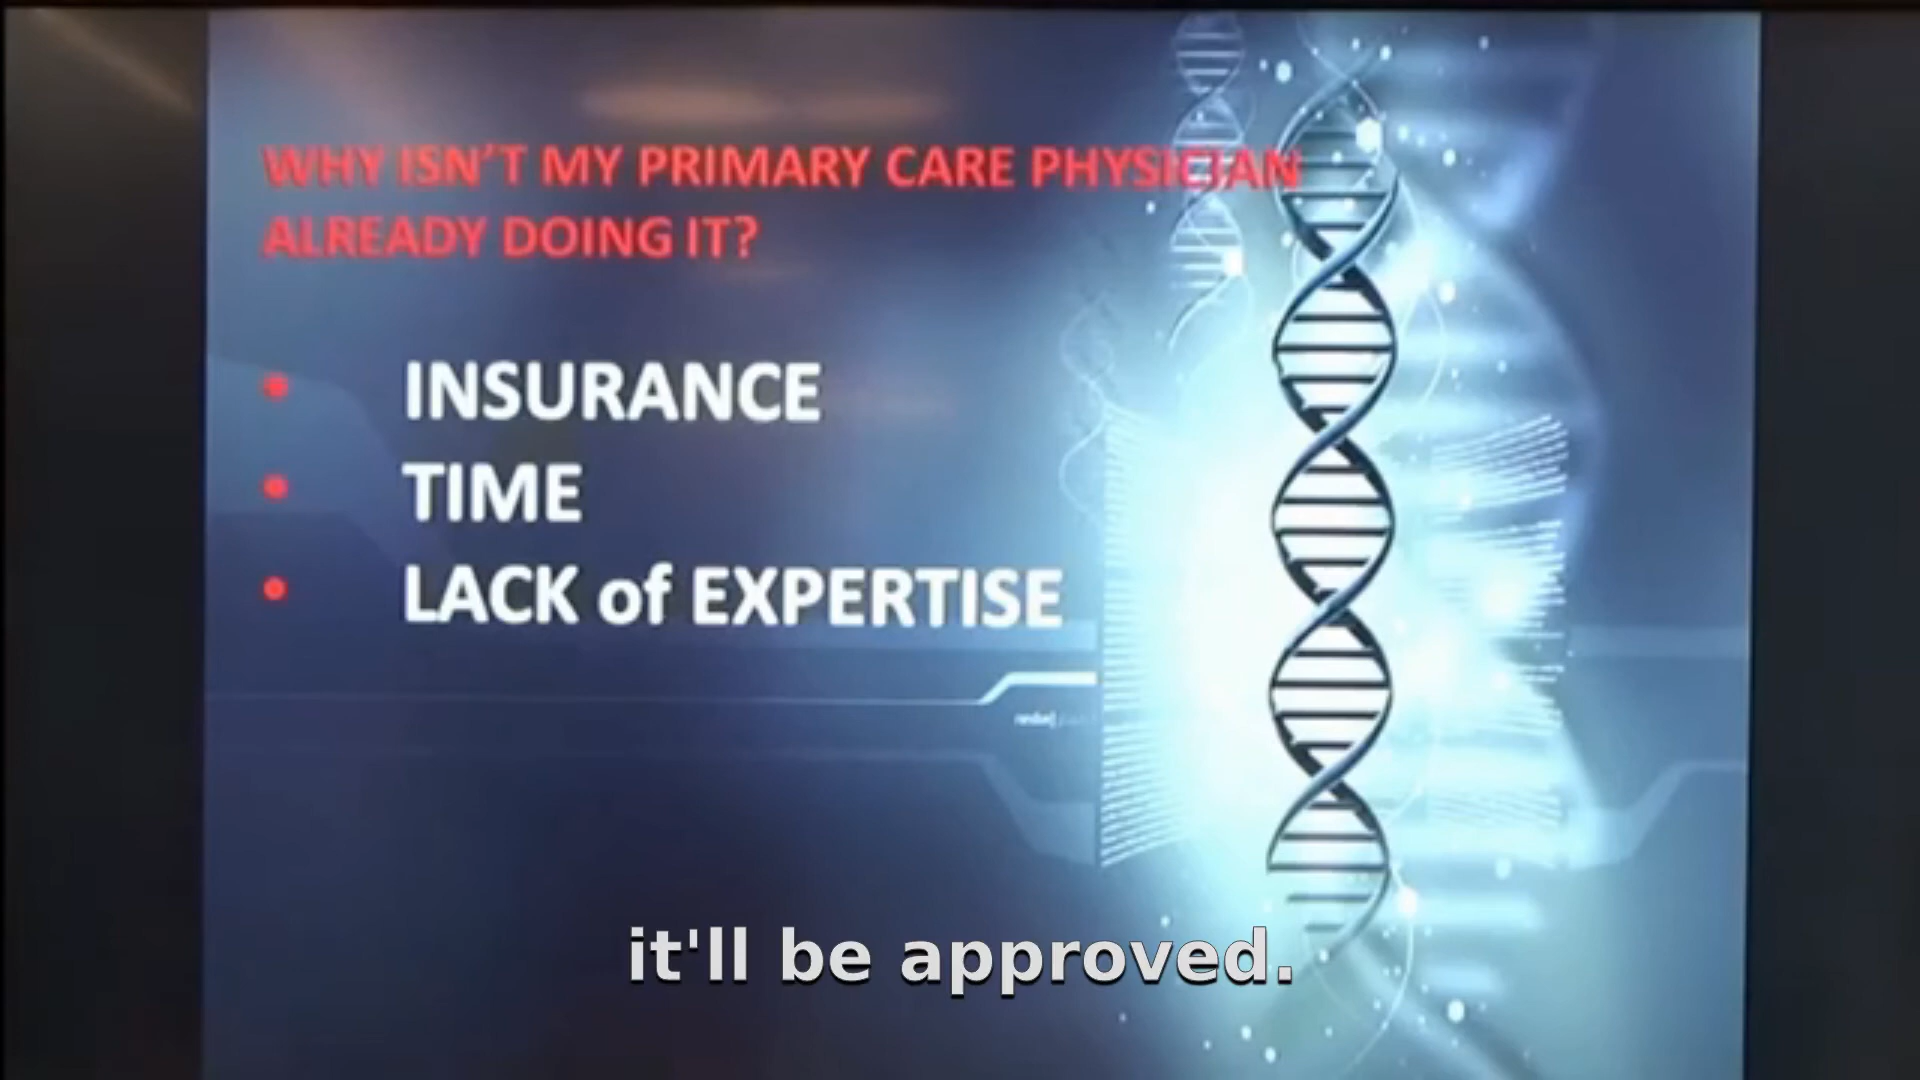 WHY ISN'T MY PRIMARY CARE PHYSICIAN
ALREADY DOING IT?
• INSURANCE
• TIME
• LACK of EXPERTISE
it'll be approved.